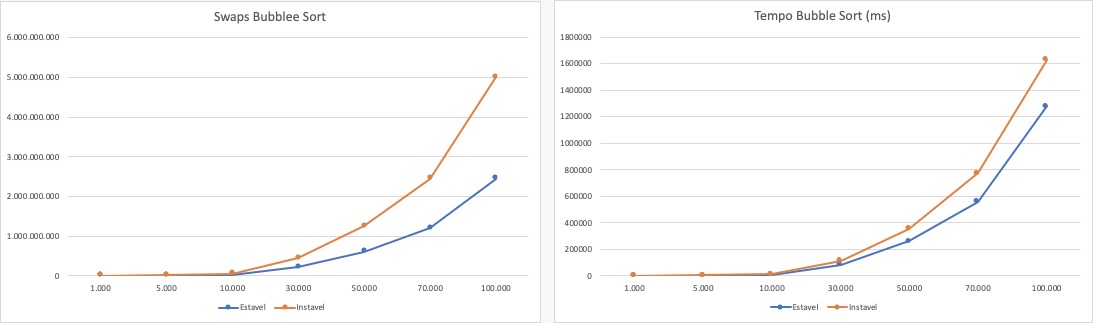 Swaps Bubblee Sort
6.000.000.000
5.000.000.000
4.000.000.000
3.000.000.000
2.000.000.000
1.000.000.000
0
1.000 5.000 10.000 30.000 50.000 70.000 100.000
Estavel Instavel
Tempo Bubble Sort (ms)
1800000
1600000
1400000
1200000
1000000
800000
600000
400000
200000
0
1.000 5.000 10.000 30.000 50.000 70.000 100.000
Estavel Instavel